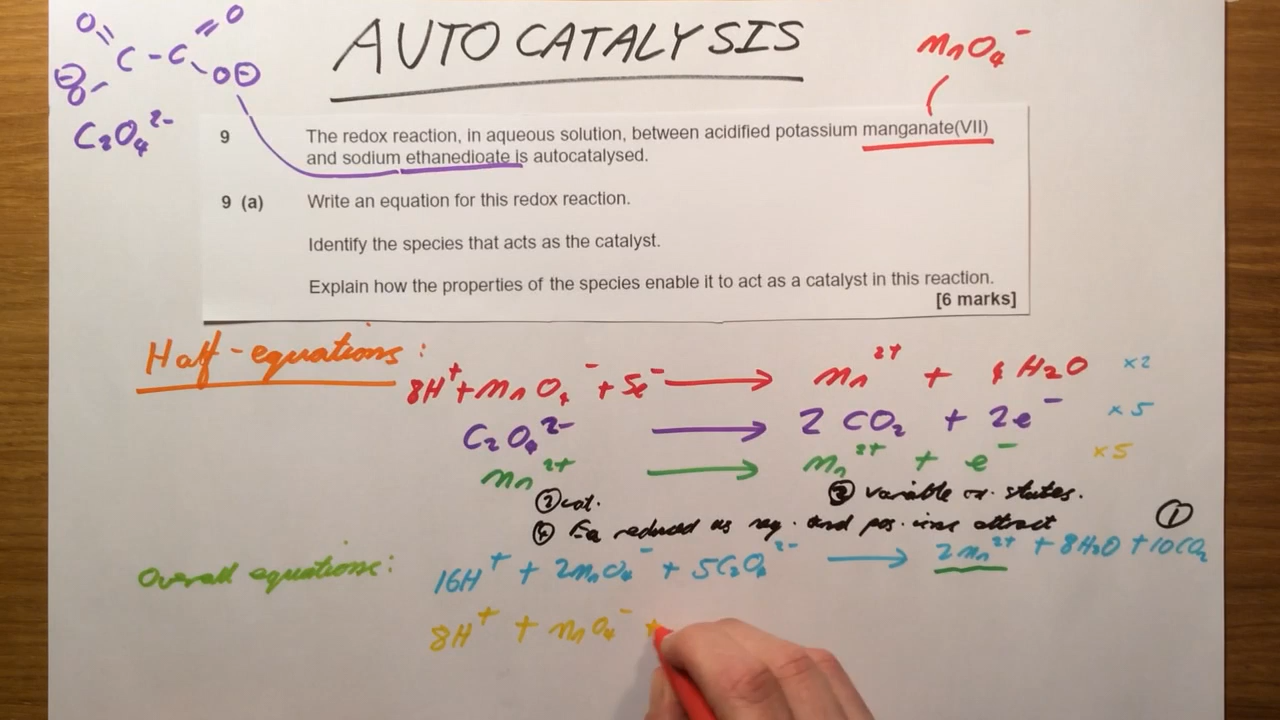 AUTOCATALYSIS
O O
C - C
⊖O O⊖
C₂O₄²⁻
MnO₄⁻
9 The redox reaction, in aqueous solution, between acidified potassium manganate(VII)
and sodium ethanedioate is autocatalysed.
9 (a) Write an equation for this redox reaction.
Identify the species that acts as the catalyst.
Explain how the properties of the species enable it to act as a catalyst in this reaction.
[6 marks]
Half-equations:
8H⁺ + MnO₄⁻ + 5e⁻ → Mn²⁺ + 4H₂O ×2
C₂O₄²⁻ → 2CO₂ + 2e⁻ ×5
Mn²⁺ → Mn³⁺ + e⁻ ×5
② cat. ③ variable ox. states.
④ Ea reduced as neg. and pos. ions attract ①
Overall equations: 16H⁺ + 2MnO₄⁻ + 5C₂O₄²⁻ → 2Mn²⁺ + 8H₂O + 10CO₂
8H⁺ + MnO₄⁻ +